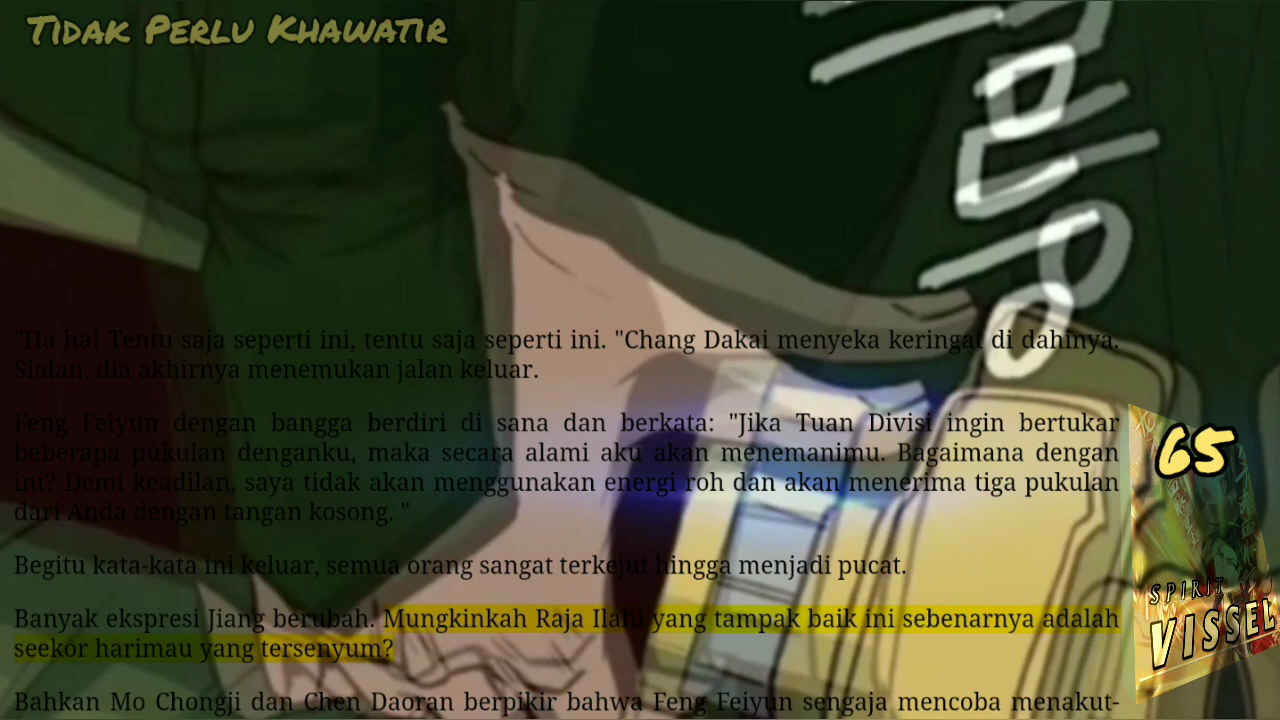 Tidak Perlu Khawatir
"Ha ha! Tentu saja seperti ini, tentu saja seperti ini. "Chang Dakai menyeka keringat di dahinya.
Sialan, dia akhirnya menemukan jalan keluar.
Feng Feiyun dengan bangga berdiri di sana dan berkata: "Jika Tuan Divisi ingin bertukar
beberapa pukulan denganku, maka secara alami aku akan menemanimu. Bagaimana dengan
ini? Demi keadilan, saya tidak akan menggunakan energi roh dan akan menerima tiga pukulan
dari Anda dengan tangan kosong. "
Begitu kata-kata ini keluar, semua orang sangat terkejut hingga menjadi pucat.
Banyak ekspresi Jiang berubah. Mungkinkah Raja Ilahi yang tampak baik ini sebenarnya adalah
seekor harimau yang tersenyum?
Bahkan Mo Chongji dan Chen Daoran berpikir bahwa Feng Feiyun sengaja mencoba menakut-
65
SPIRIT
VISSEL